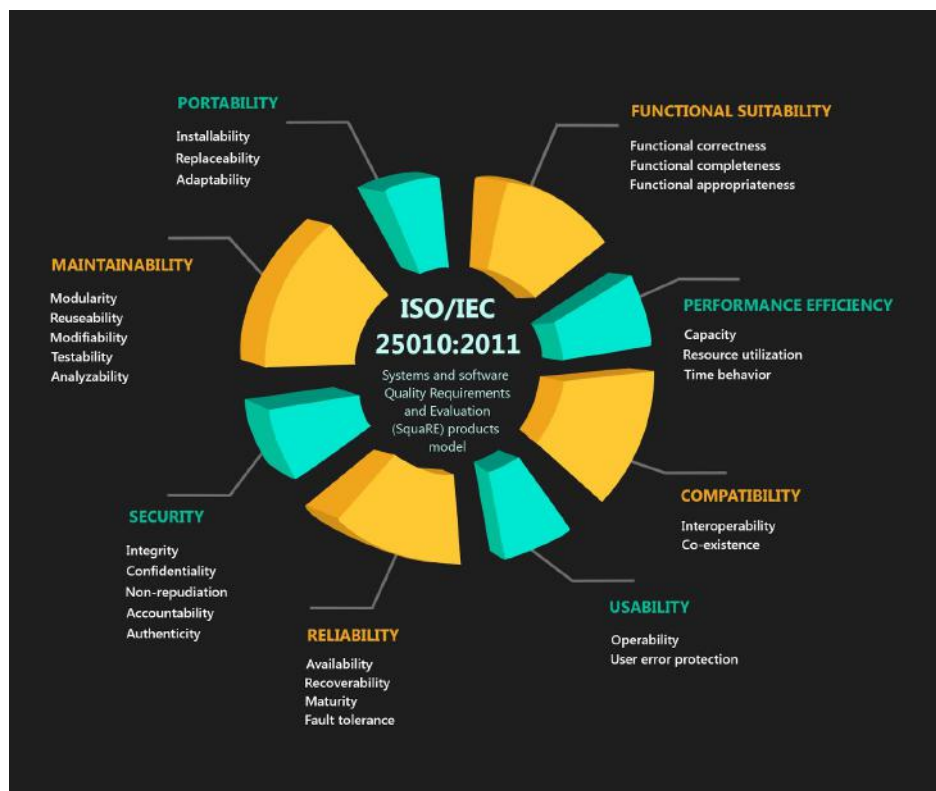 PORTABILITY
Installability
Replaceability
Adaptability
FUNCTIONAL SUITABILITY
Functional correctness
Functional completeness
Functional appropriateness
MAINTAINABILITY
Modularity
Reuseability
Modifiability
Testability
Analyzability
ISO/IEC
25010:2011
Systems and software
Quality Requirements
and Evaluation
(SquaRE) products
model
PERFORMANCE EFFICIENCY
Capacity
Resource utilization
Time behavior
SECURITY
Integrity
Confidentiality
Non-repudiation
Accountability
Authenticity
COMPATIBILITY
Interoperability
Co-existence
RELIABILITY
Availability
Recoverability
Maturity
Fault tolerance
USABILITY
Operability
User error protection